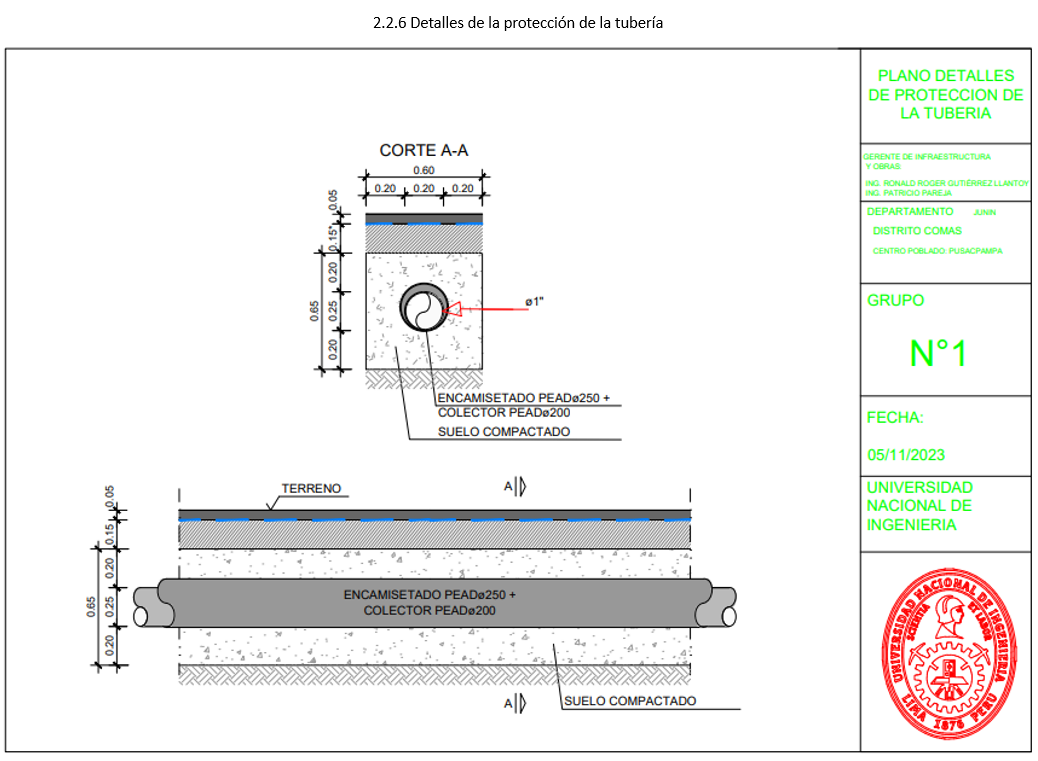 2.2.6 Detalles de la protección de la tubería
CORTE A-A
0.60
0.20
0.20
0.20
0.05
0.15*
0.20
0.25
0.20
0.65
ø1"
ENCAMISETADO PEADø250 +
COLECTOR PEADø200
SUELO COMPACTADO
TERRENO
A
0.05
0.15
0.20
0.25
0.20
0.65
ENCAMISETADO PEADø250 +
COLECTOR PEADø200
A
SUELO COMPACTADO
PLANO DETALLES
DE PROTECCION DE
LA TUBERIA
GERENTE DE INFRAESTRUCTURA
Y OBRAS:
ING. RONALD ROGER GUTIÉRREZ LLANTOY
ING. PATRICIO PAREJA
DEPARTAMENTO JUNIN
DISTRITO COMAS
CENTRO POBLADO: PUSACPAMPA
GRUPO
N°1
FECHA:
05/11/2023
UNIVERSIDAD
NACIONAL DE
INGENIERIA
UNIVERSIDAD NACIONAL DE INGENIERIA
SCIENTIA ET LABOR
LIMA 1876 PERU